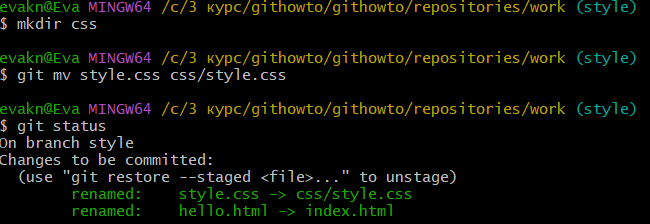 evakn@Eva MINGW64 /c/3 курс/githowto/githowto/repositories/work (style)
$ mkdir css
evakn@Eva MINGW64 /c/3 курс/githowto/githowto/repositories/work (style)
$ git mv style.css css/style.css
evakn@Eva MINGW64 /c/3 курс/githowto/githowto/repositories/work (style)
$ git status
On branch style
Changes to be committed:
  (use "git restore --staged <file>..." to unstage)
        renamed:    style.css -> css/style.css
        renamed:    hello.html -> index.html